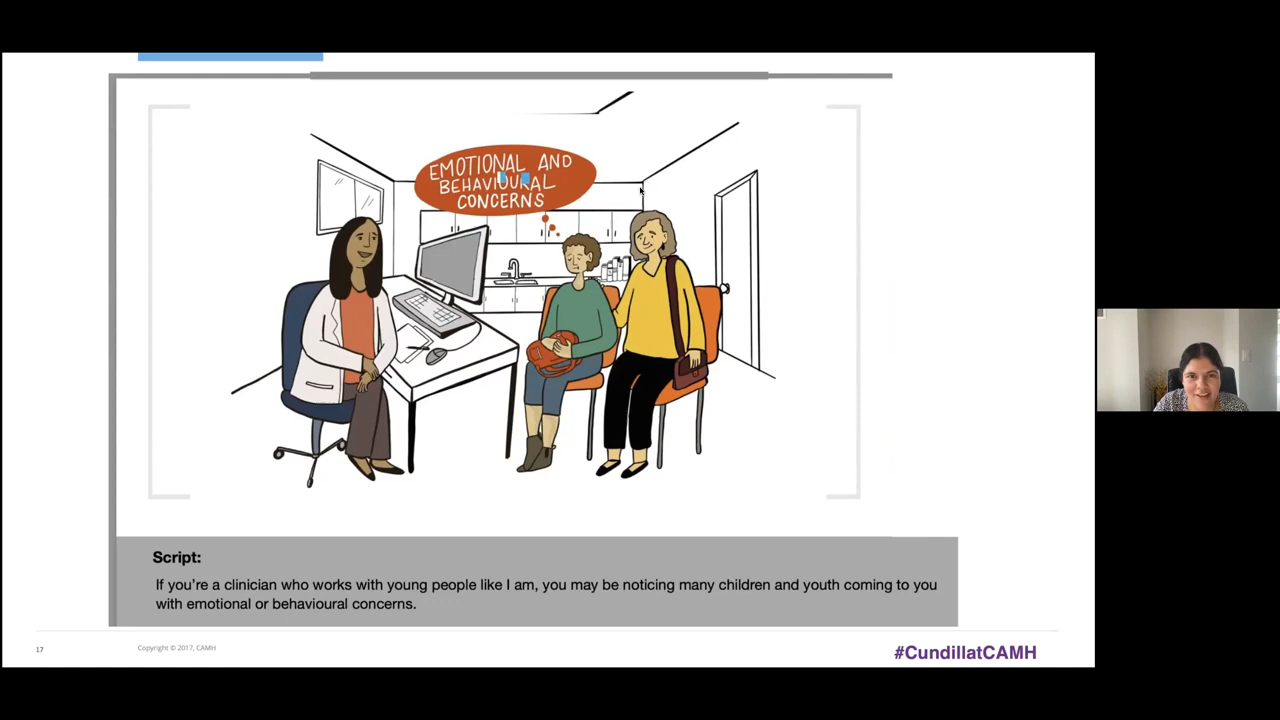 EMOTIONAL AND
BEHAVIOURAL
CONCERNS
Script:
If you're a clinician who works with young people like I am, you may be noticing many children and youth coming to you
with emotional or behavioural concerns.
17
Copyright © 2017, CAMH
#CundillatCAMH